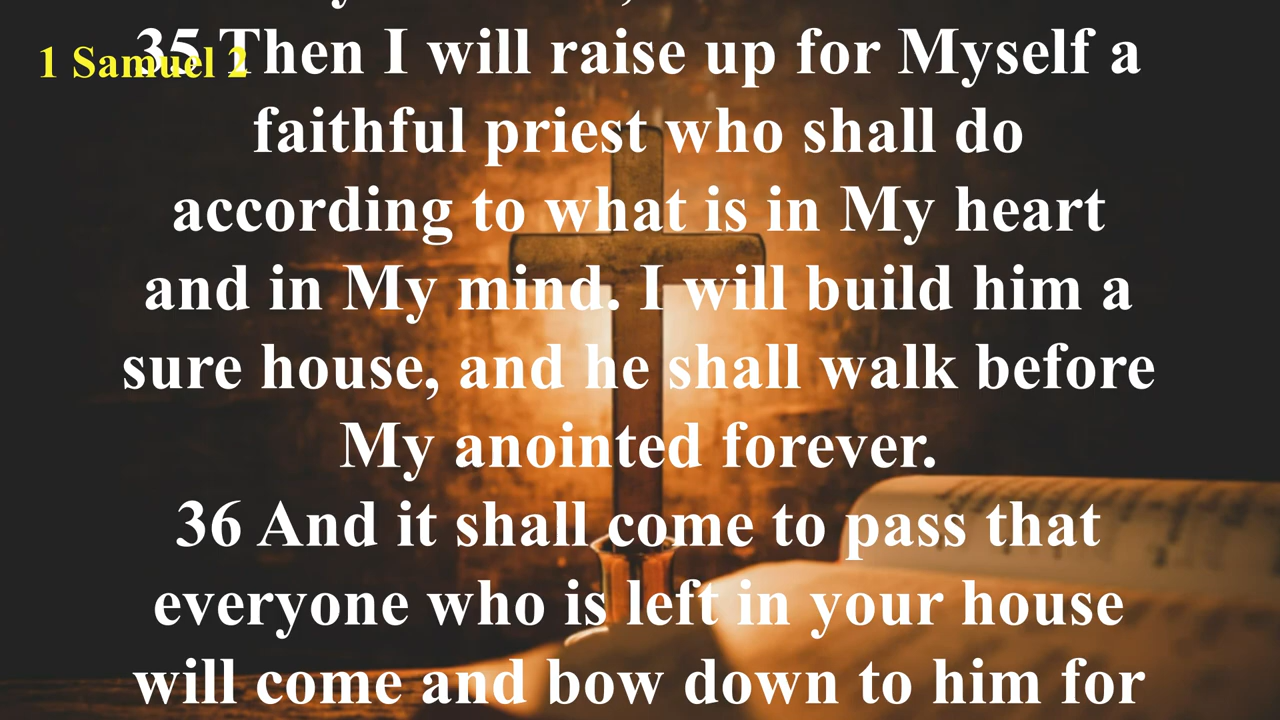 1 Samuel 2
35 Then I will raise up for Myself a
faithful priest who shall do
according to what is in My heart
and in My mind. I will build him a
sure house, and he shall walk before
My anointed forever.
36 And it shall come to pass that
everyone who is left in your house
will come and bow down to him for